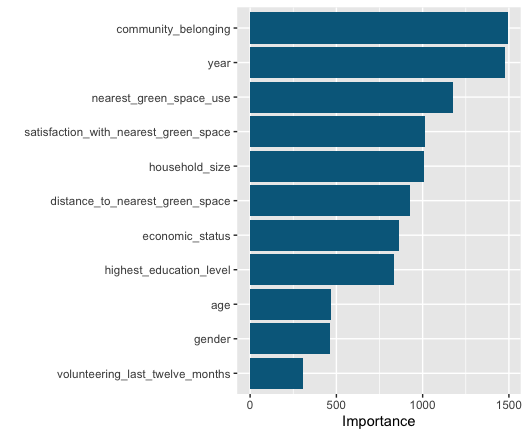 community_belonging
year
nearest_green_space_use
satisfaction_with_nearest_green_space
household_size
distance_to_nearest_green_space
economic_status
highest_education_level
age
gender
volunteering_last_twelve_months
0 500 1000 1500
Importance